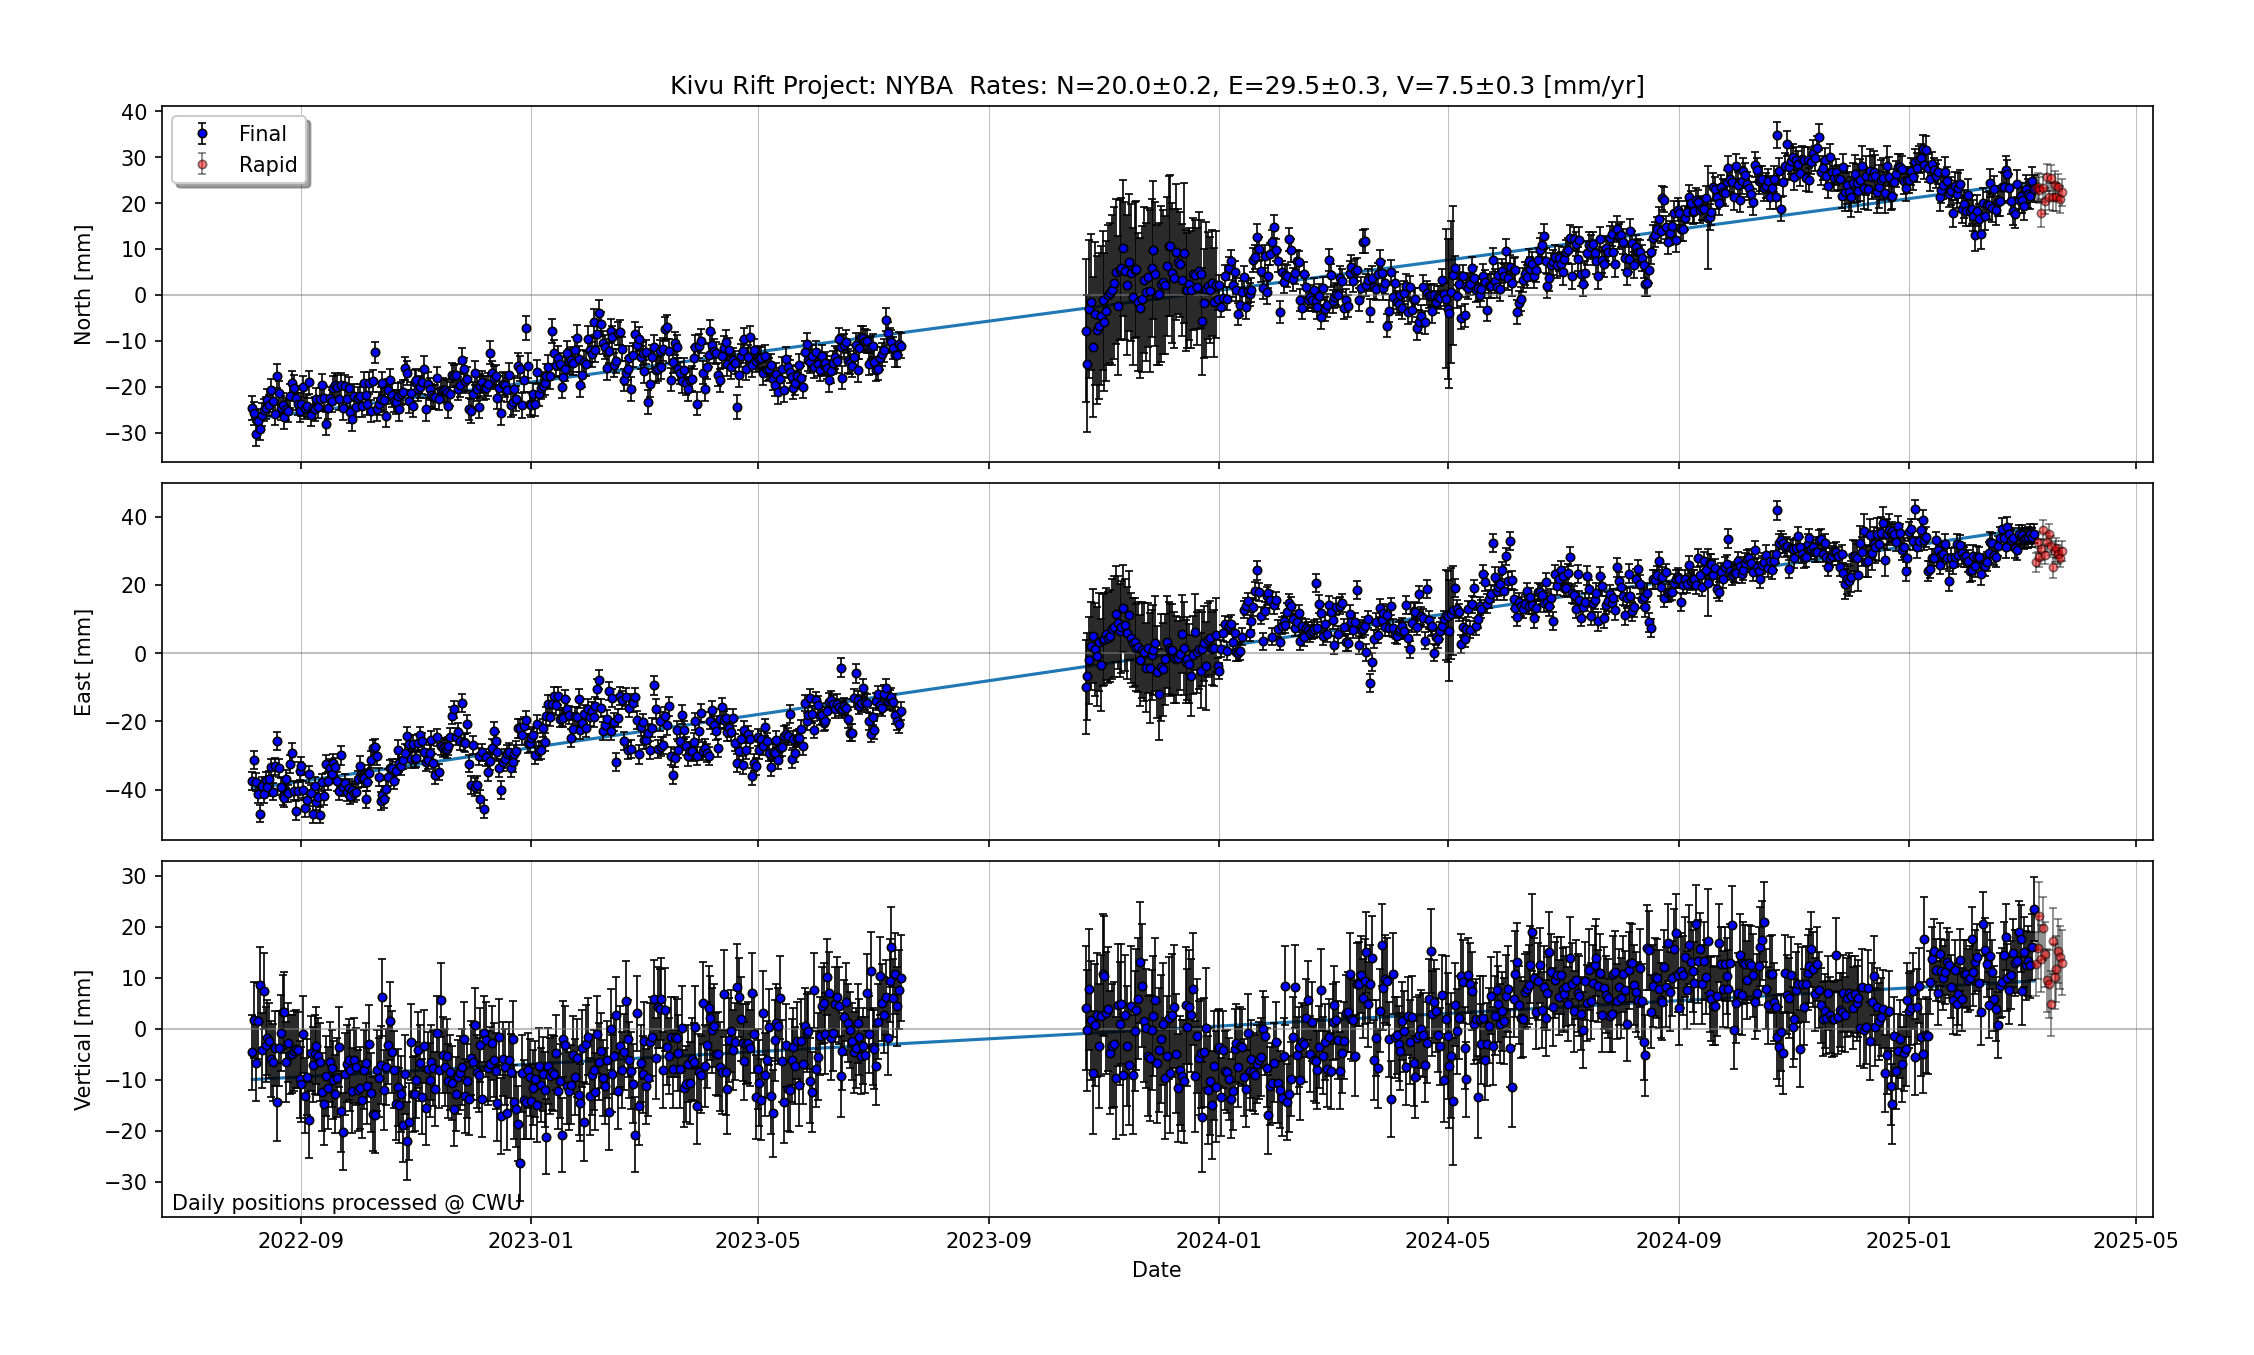 Kivu Rift Project: NYBA  Rates: N=20.0±0.2, E=29.5±0.3, V=7.5±0.3 [mm/yr]
Final
Rapid
North [mm]
40
30
20
10
0
−10
−20
−30
East [mm]
40
20
0
−20
−40
Vertical [mm]
30
20
10
0
−10
−20
−30
Daily positions processed @ CWU
2022-09 2023-01 2023-05 2023-09 2024-01 2024-05 2024-09 2025-01 2025-05
Date